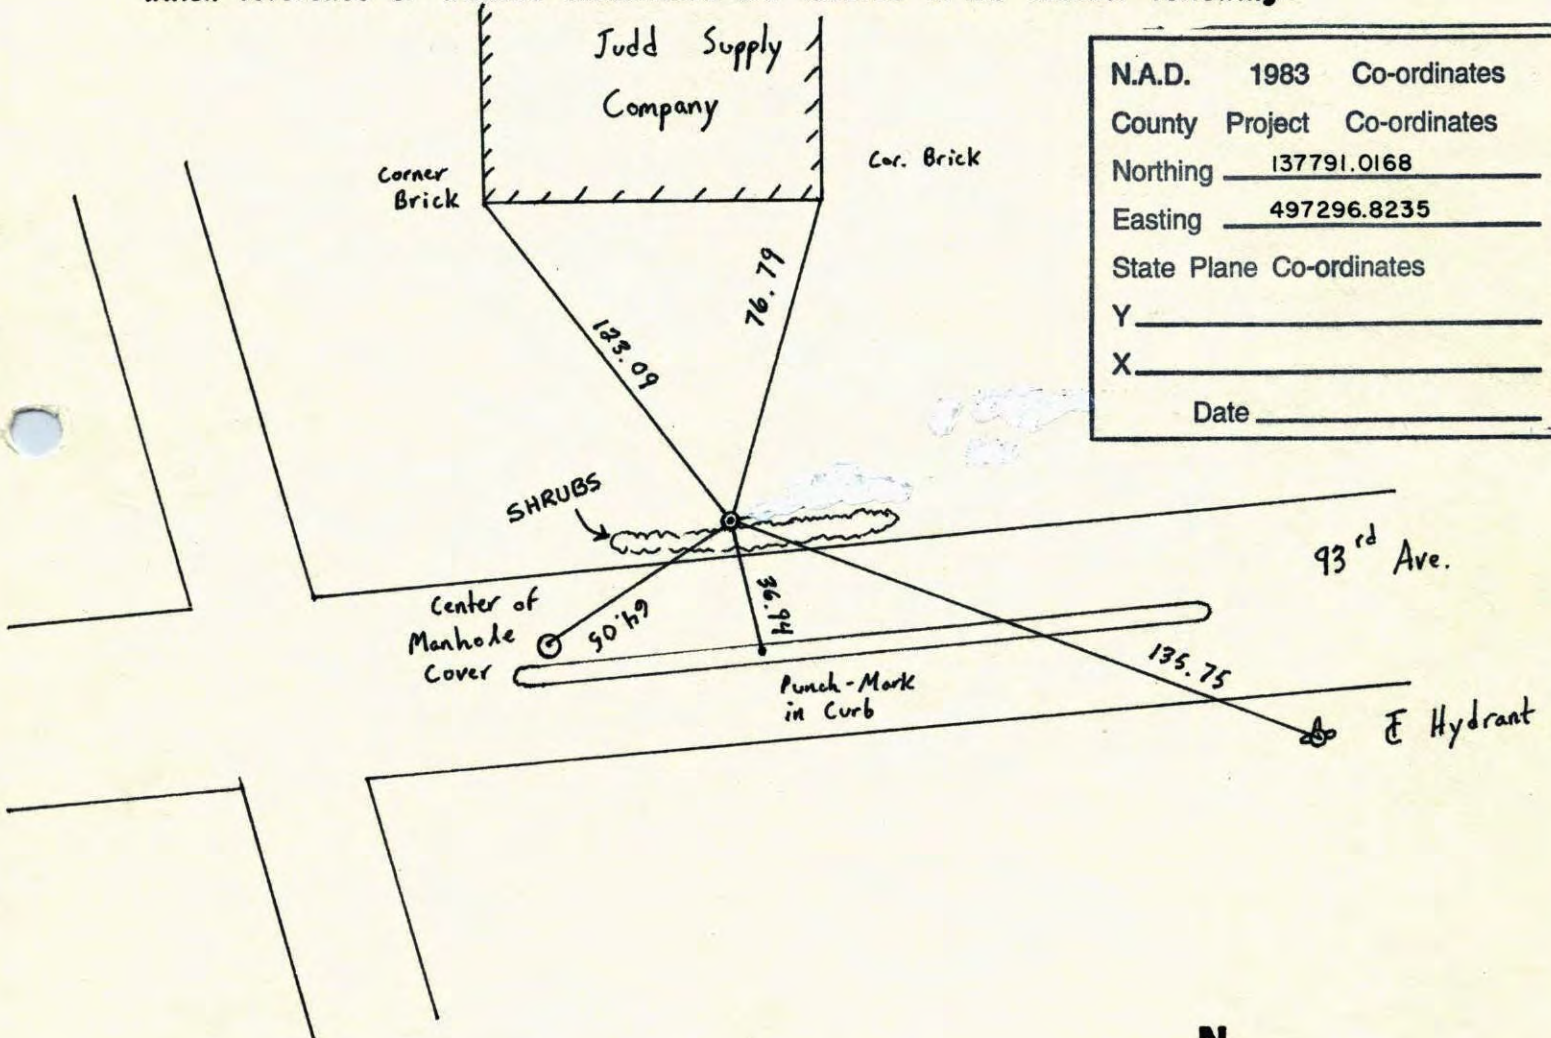 Judd Supply
Company
N.A.D. 1983 Co-ordinates
County Project Co-ordinates
Northing 137791.0168
Easting 497296.8235
State Plane Co-ordinates
Y
X
Date
Corner
Brick
Cor. Brick
123.09
76.79
SHRUBS
93rd Ave.
Center of
Manhole
Cover
64.05
36.94
Punch-Mark
in Curb
135.75
Hydrant
N